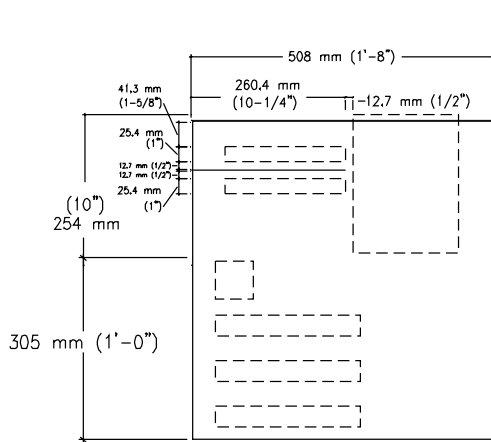 508 mm (1'-8")
41.3 mm
(1-5/8")
260.4 mm
(10-1/4")
12.7 mm (1/2")
25.4 mm
(1")
12.7 mm (1/2")
12.7 mm (1/2")
25.4 mm
(1")
(10")
254 mm
305 mm (1'-0")